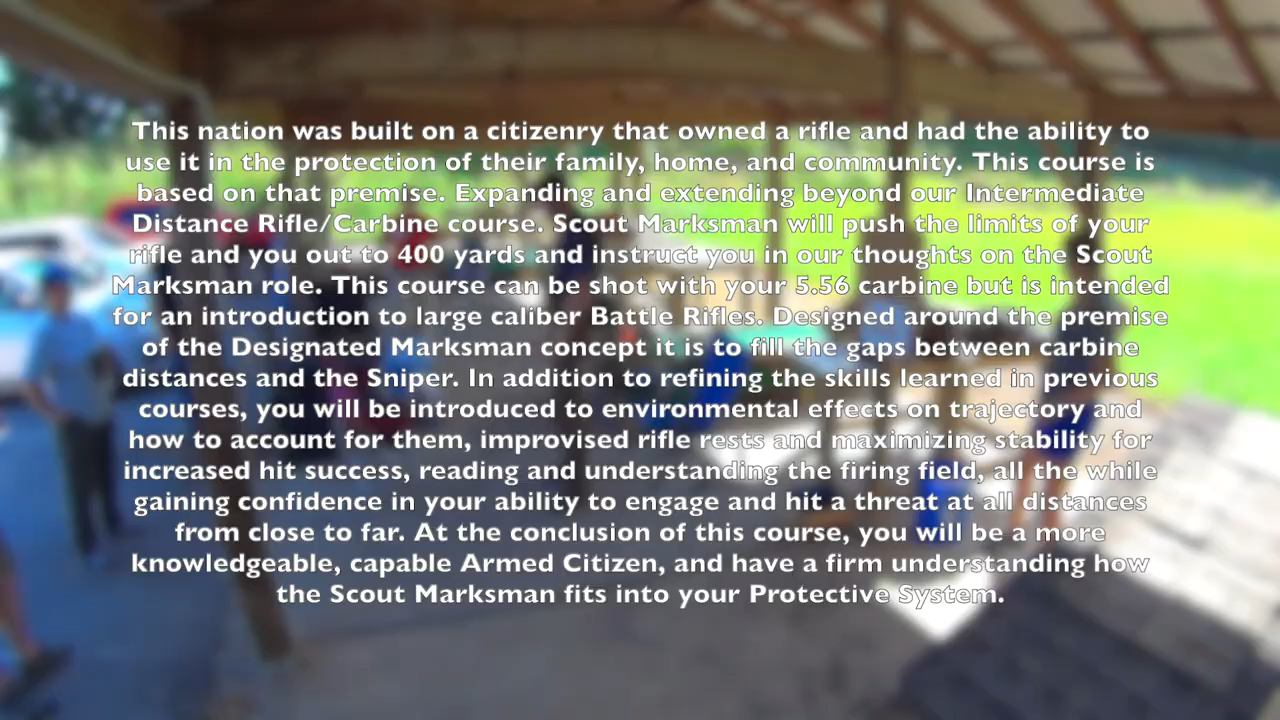 This nation was built on a citizenry that owned a rifle and had the ability to
use it in the protection of their family, home, and community. This course is
based on that premise. Expanding and extending beyond our Intermediate
Distance Rifle/Carbine course. Scout Marksman will push the limits of your
rifle and you out to 400 yards and instruct you in our thoughts on the Scout
Marksman role. This course can be shot with your 5.56 carbine but is intended
for an introduction to large caliber Battle Rifles. Designed around the premise
of the Designated Marksman concept it is to fill the gaps between carbine
distances and the Sniper. In addition to refining the skills learned in previous
courses, you will be introduced to environmental effects on trajectory and
how to account for them, improvised rifle rests and maximizing stability for
increased hit success, reading and understanding the firing field, all the while
gaining confidence in your ability to engage and hit a threat at all distances
from close to far. At the conclusion of this course, you will be a more
knowledgeable, capable Armed Citizen, and have a firm understanding how
the Scout Marksman fits into your Protective System.